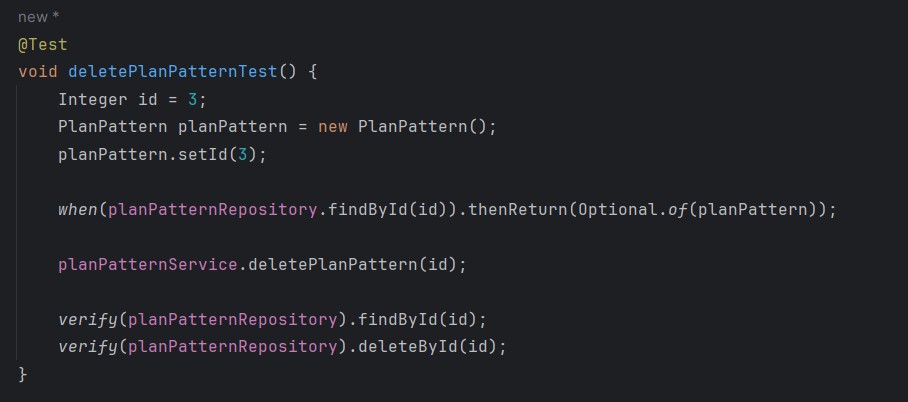 new *
@Test
void deletePlanPatternTest() {
Integer id = 3;
PlanPattern planPattern = new PlanPattern();
planPattern.setId(3);
when(planPatternRepository.findById(id)).thenReturn(Optional.of(planPattern));
planPatternService.deletePlanPattern(id);
verify(planPatternRepository).findById(id);
verify(planPatternRepository).deleteById(id);
}